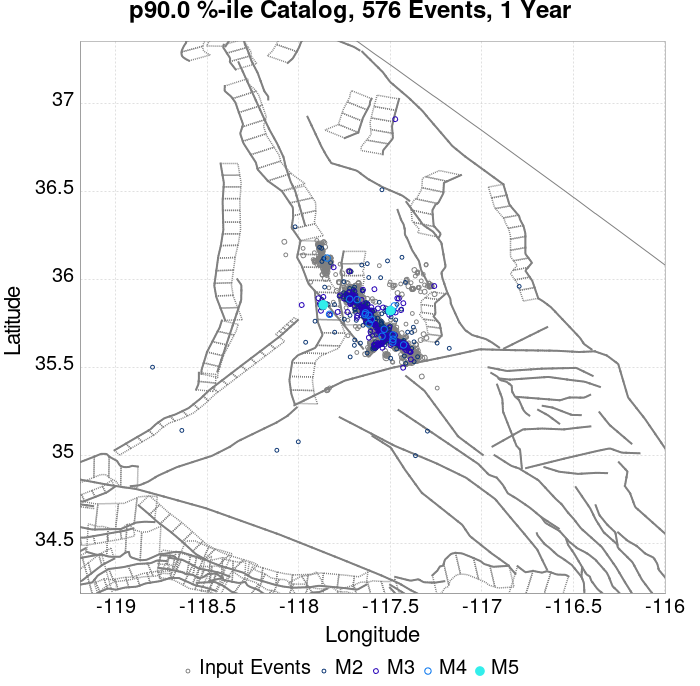 p90.0 %-ile Catalog, 576 Events, 1 Year
37
36.5
36
35.5
35
34.5
Latitude
-119 -118.5 -118 -117.5 -117 -116.5 -116
Longitude
Input Events M2 M3 M4 M5